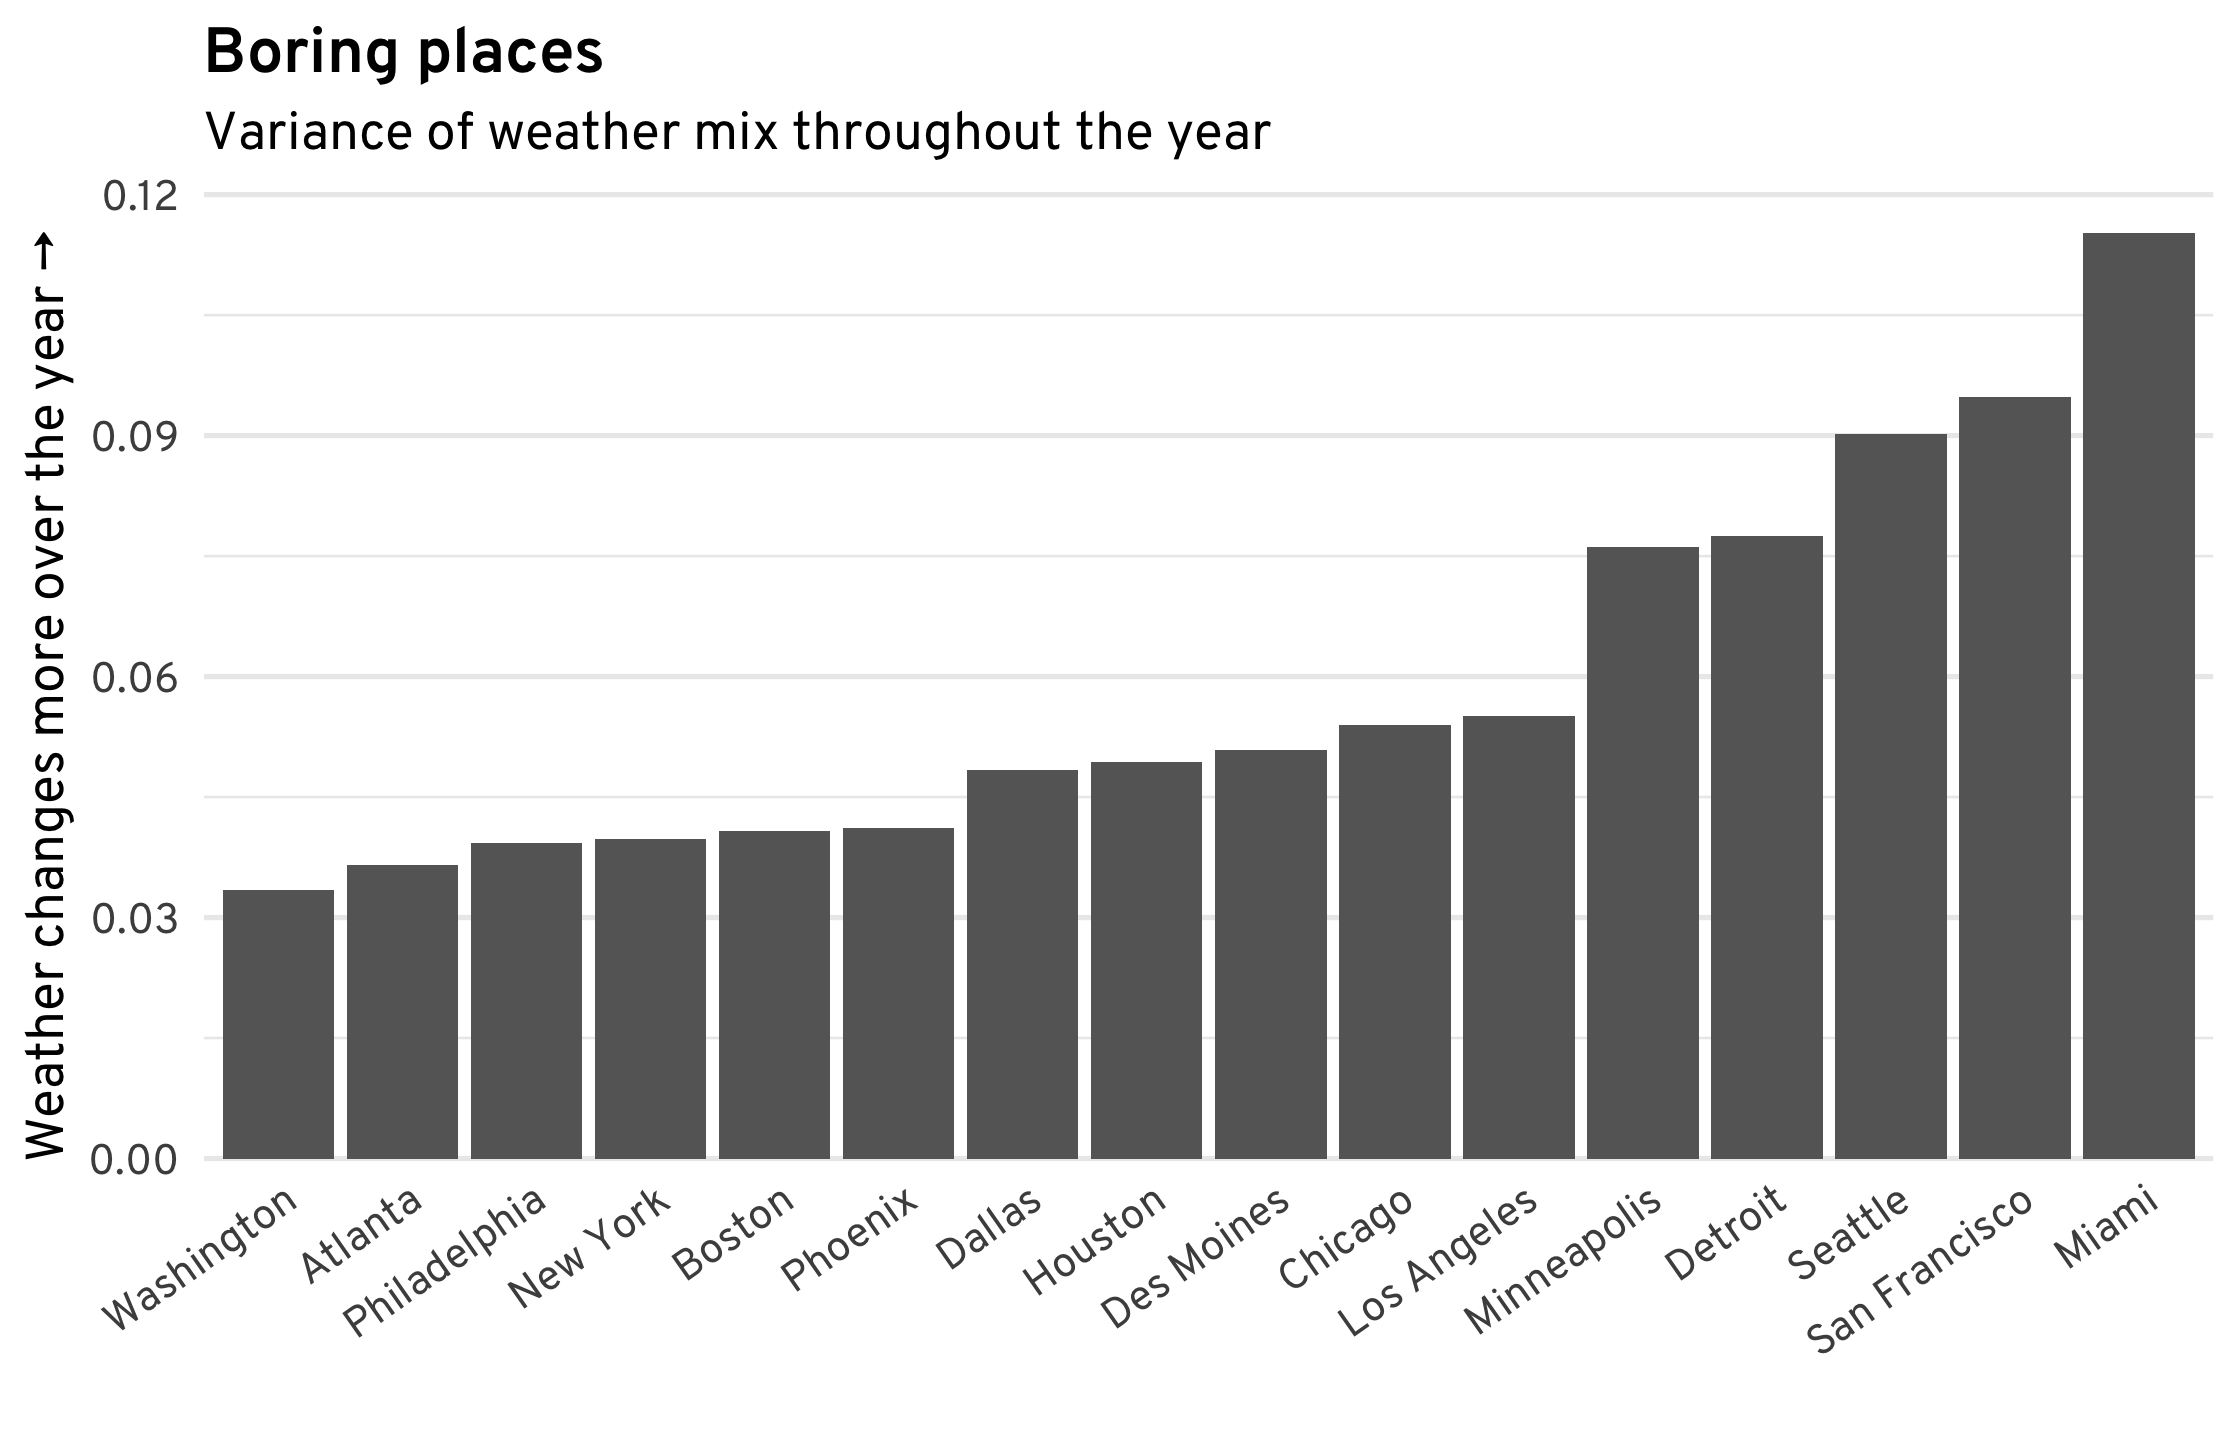 Boring places
Variance of weather mix throughout the year
Weather changes more over the year →
0.12
0.09
0.06
0.03
0.00
Washington
Atlanta
Philadelphia
New York
Boston
Phoenix
Dallas
Houston
Des Moines
Chicago
Los Angeles
Minneapolis
Detroit
Seattle
San Francisco
Miami